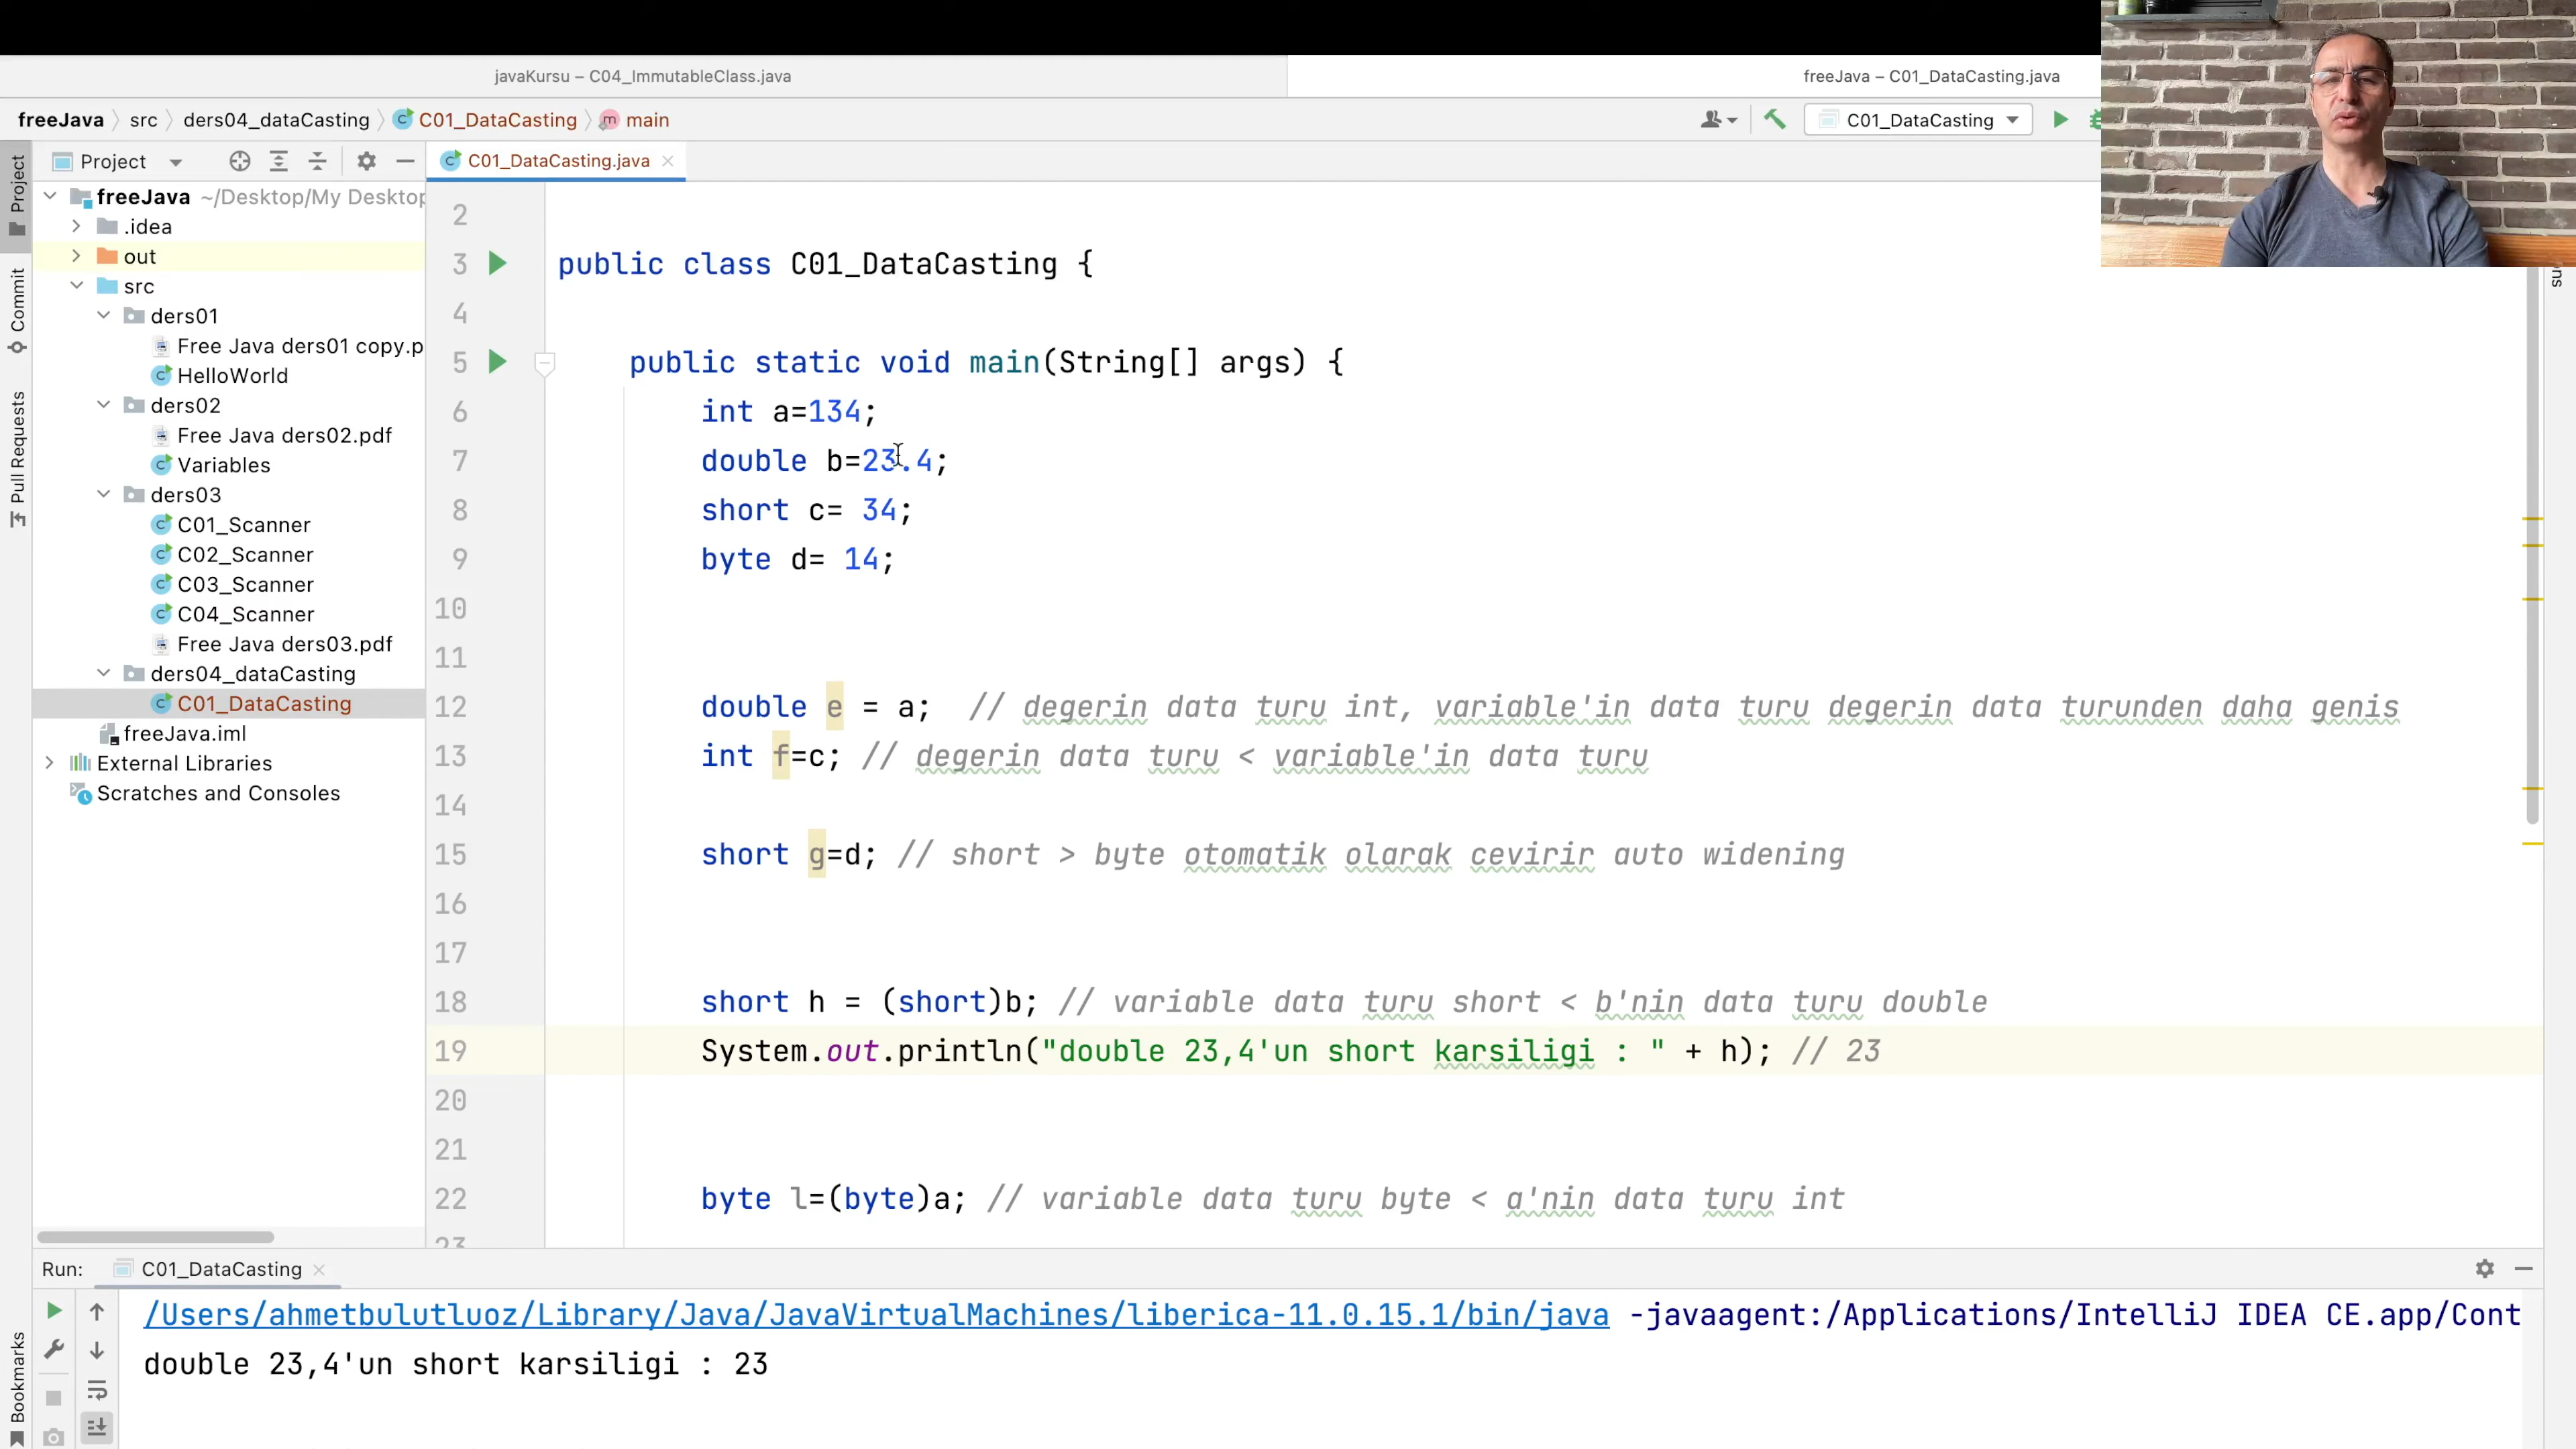 javaKursu – C04_ImmutableClass.java
freeJava – C01_DataCasting.java
freeJava src ders04_dataCasting C01_DataCasting main
C01_DataCasting
Project
C01_DataCasting.java
Project
Commit
Pull Requests
Bookmarks
freeJava ~/Desktop/My Desktop
.idea
out
src
ders01
Free Java ders01 copy.p
HelloWorld
ders02
Free Java ders02.pdf
Variables
ders03
C01_Scanner
C02_Scanner
C03_Scanner
C04_Scanner
Free Java ders03.pdf
ders04_dataCasting
C01_DataCasting
freeJava.iml
External Libraries
Scratches and Consoles
2
3 public class C01_DataCasting {
4
5 public static void main(String[] args) {
6 int a=134;
7 double b=23.4;
8 short c= 34;
9 byte d= 14;
10
11
12 double e = a; // degerin data turu int, variable'in data turu degerin data turunden daha genis
13 int f=c; // degerin data turu < variable'in data turu
14
15 short g=d; // short > byte otomatik olarak cevirir auto widening
16
17
18 short h = (short)b; // variable data turu short < b'nin data turu double
19 System.out.println("double 23,4'un short karsiligi : " + h); // 23
20
21
22 byte l=(byte)a; // variable data turu byte < a'nin data turu int
23
Run: C01_DataCasting
/Users/ahmetbulutluoz/Library/Java/JavaVirtualMachines/liberica-11.0.15.1/bin/java -javaagent:/Applications/IntelliJ IDEA CE.app/Cont
double 23,4'un short karsiligi : 23